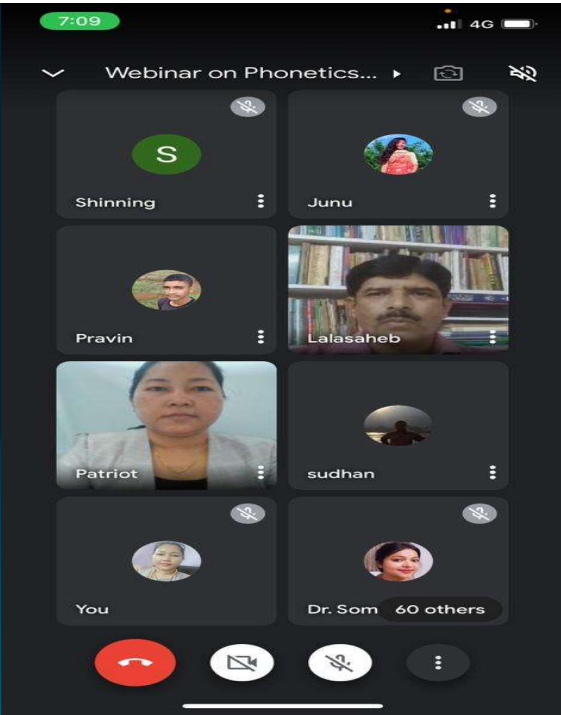 7:09 4G
Webinar on Phonetics...
S
Shinning Junu
Pravin Lalasaheb
Patriot sudhan
You Dr. Som 60 others